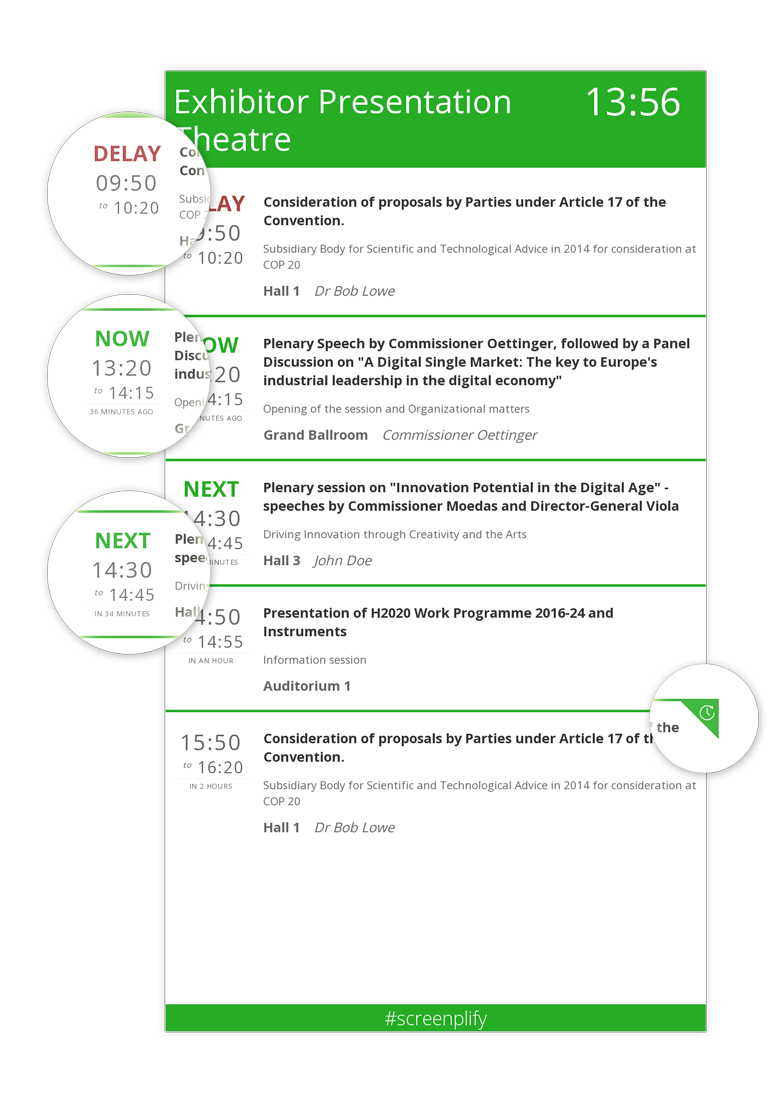 Exhibitor Presentation
Theatre
13:56
DELAY
09:50
to 10:20
Consideration of proposals by Parties under Article 17 of the
Convention.
Subsidiary Body for Scientific and Technological Advice in 2014 for consideration at
COP 20
Hall 1 Dr Bob Lowe
NOW
13:20
to 14:15
36 MINUTES AGO
Plenary Speech by Commissioner Oettinger, followed by a Panel
Discussion on "A Digital Single Market: The key to Europe's
industrial leadership in the digital economy"
Opening of the session and Organizational matters
Grand Ballroom Commissioner Oettinger
NEXT
14:30
to 14:45
IN 34 MINUTES
NEXT
Plenary session on "Innovation Potential in the Digital Age" -
speeches by Commissioner Moedas and Director-General Viola
Driving Innovation through Creativity and the Arts
Hall 3 John Doe
4:50
to 14:55
IN AN HOUR
Presentation of H2020 Work Programme 2016-24 and
Instruments
Information session
Auditorium 1
the
15:50
to 16:20
IN 2 HOURS
Consideration of proposals by Parties under Article 17 of
Convention.
Subsidiary Body for Scientific and Technological Advice in 2014 for consideration at
COP 20
Hall 1 Dr Bob Lowe
#screenplify